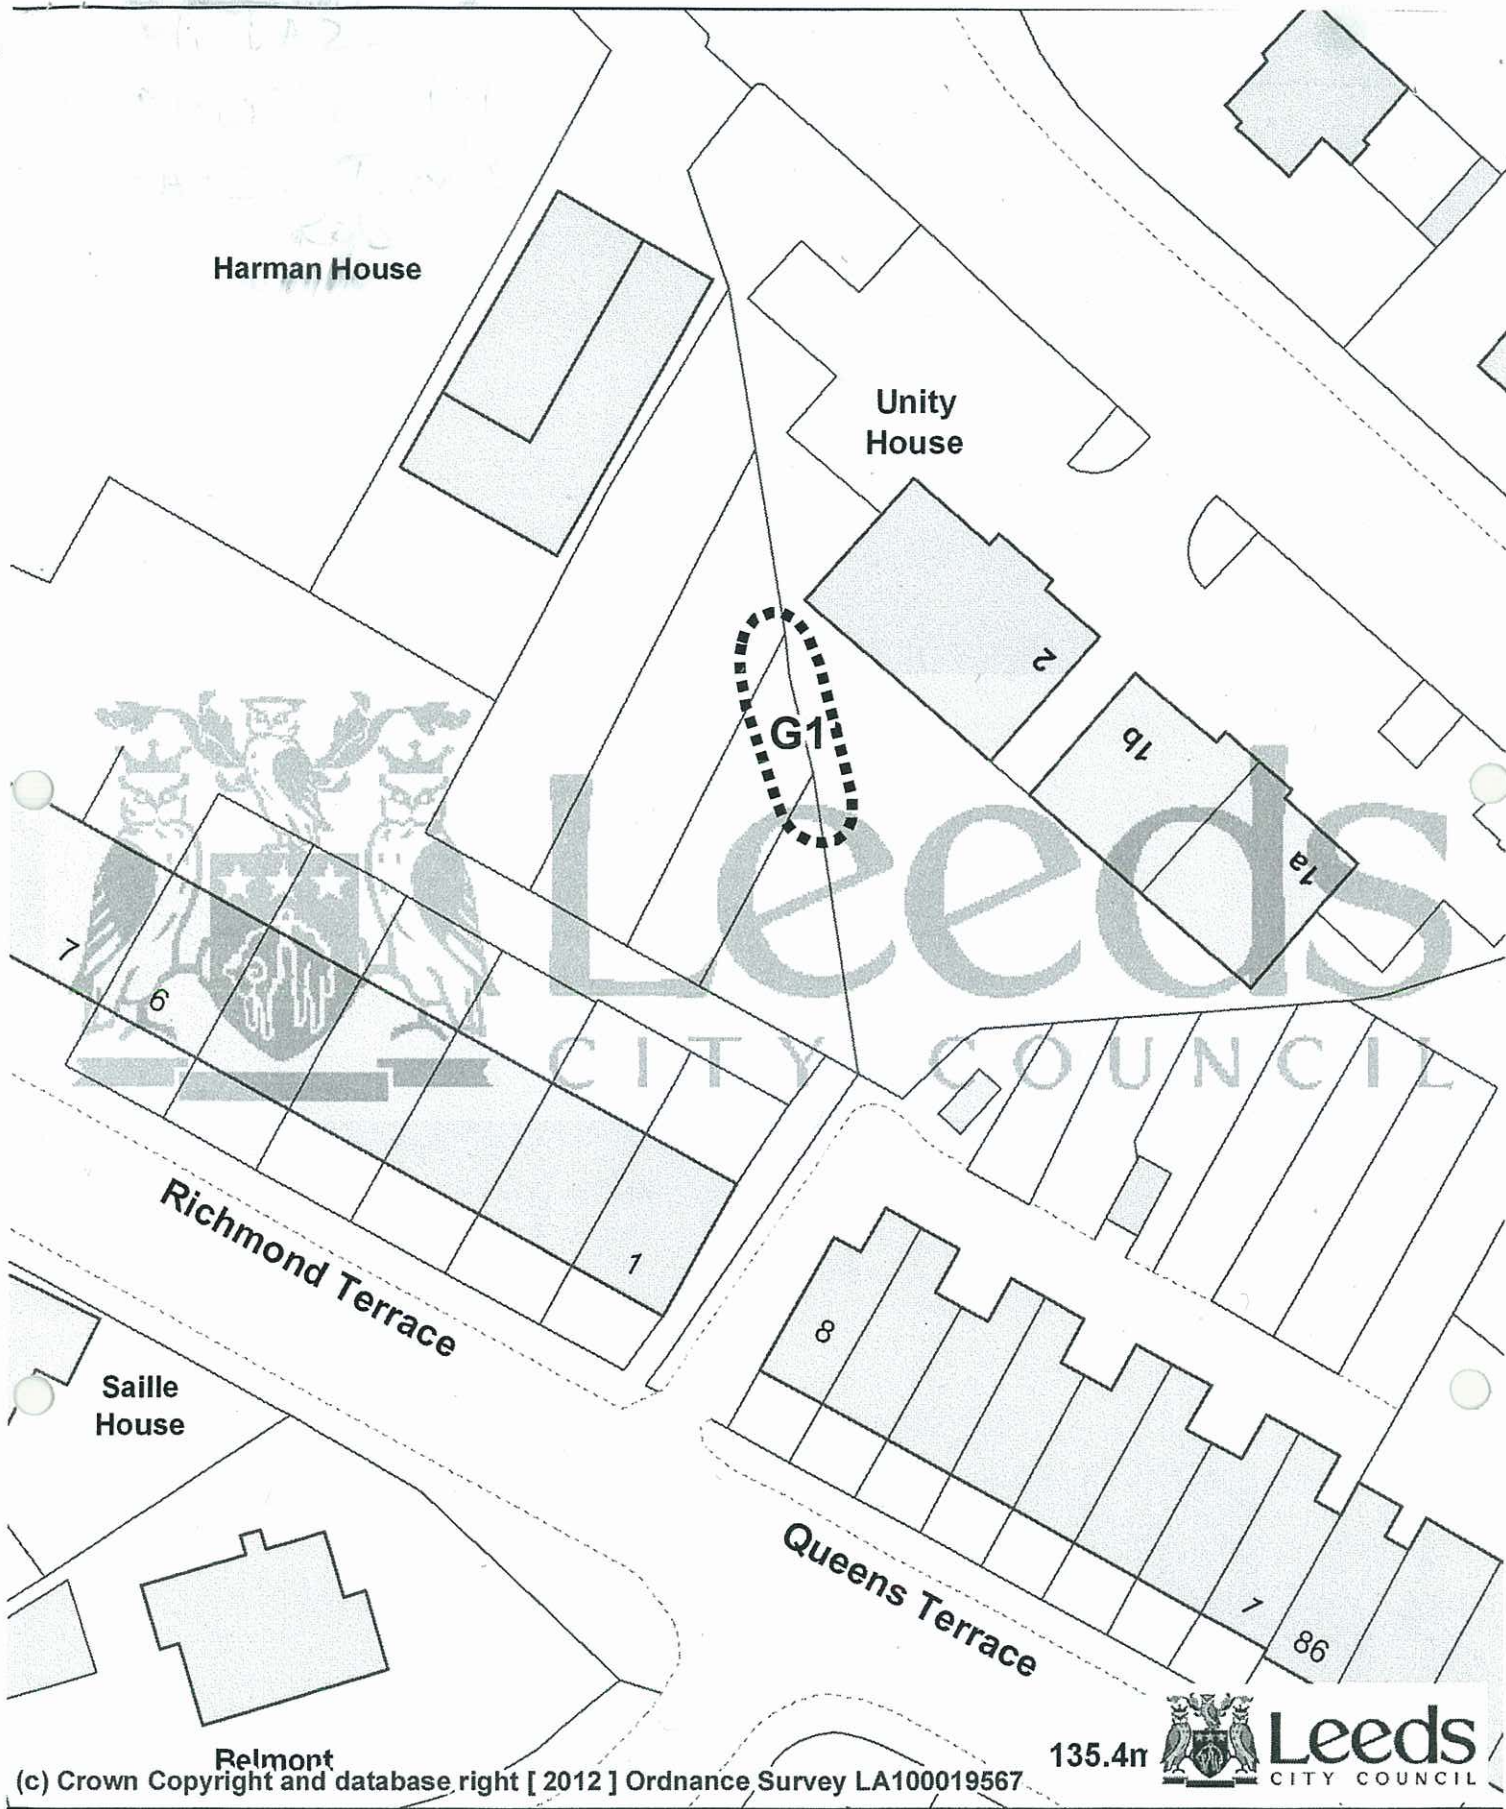 Harman House
Unity
House
2
1b
1a
G1
Leeds
CITY COUNCIL
7
6
1
Richmond Terrace
8
Saille
House
Queens Terrace
1
86
Belmont
135.4m
Leeds
CITY COUNCIL
(c) Crown Copyright and database right [ 2012 ] Ordnance Survey LA100019567